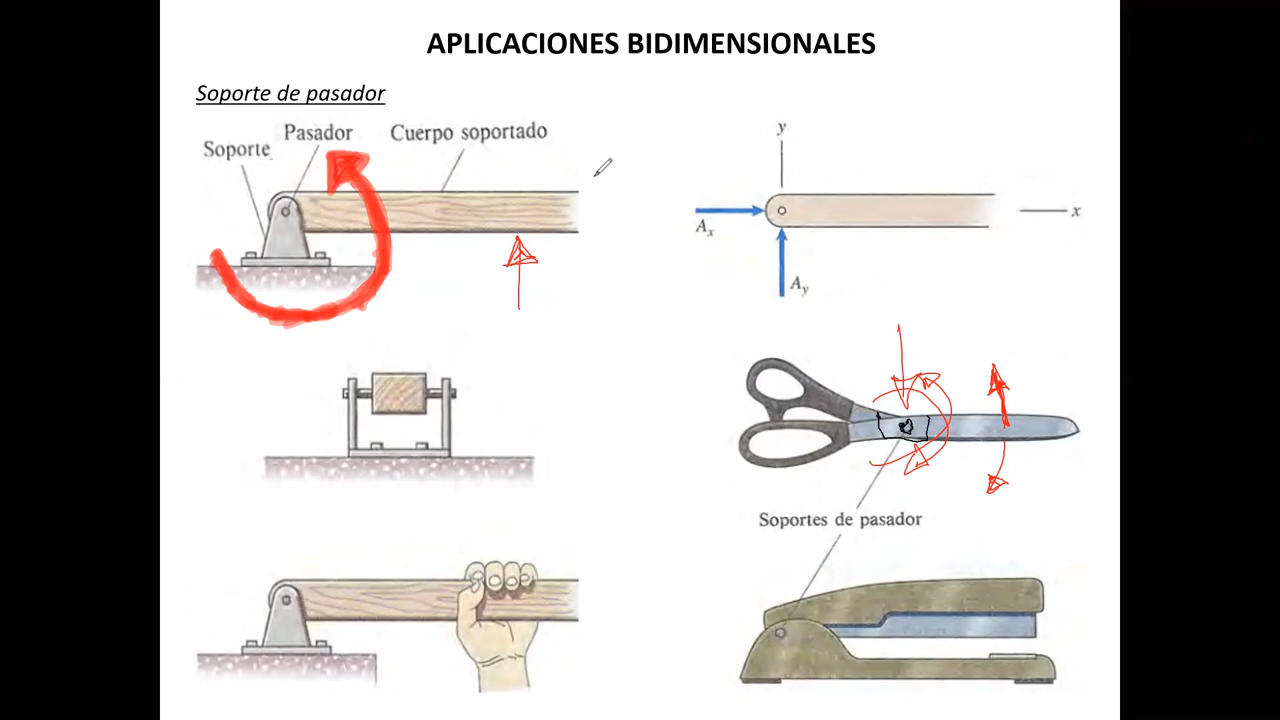 APLICACIONES BIDIMENSIONALES
Soporte de pasador
Pasador
Cuerpo soportado
Soporte
y
x
Ax
Ay
Soportes de pasador